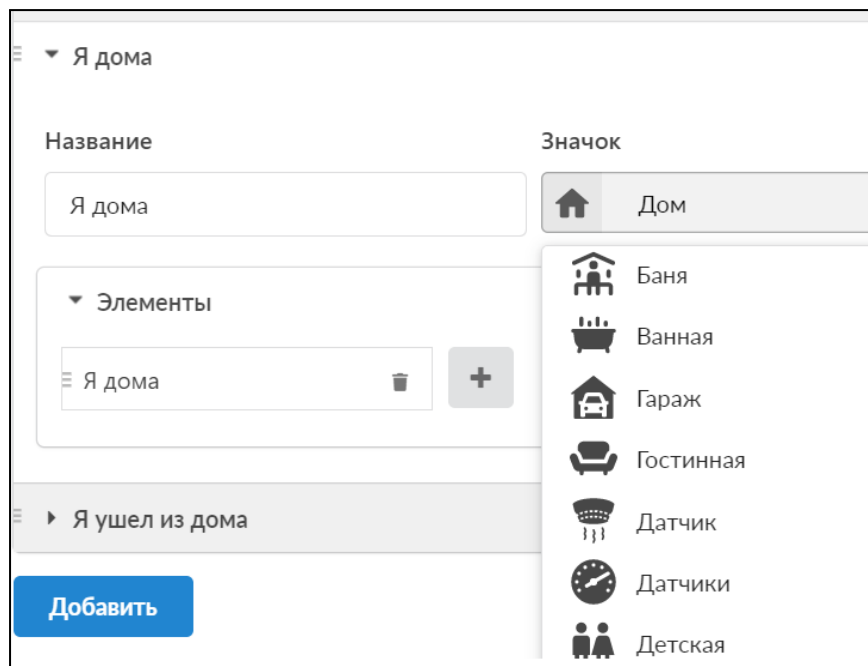 Я дома
Название
Значок
Я дома
Дом
Баня
Элементы
Ванная
Я дома
Гараж
Гостинная
Я ушел из дома
Датчик
Датчики
Добавить
Детская